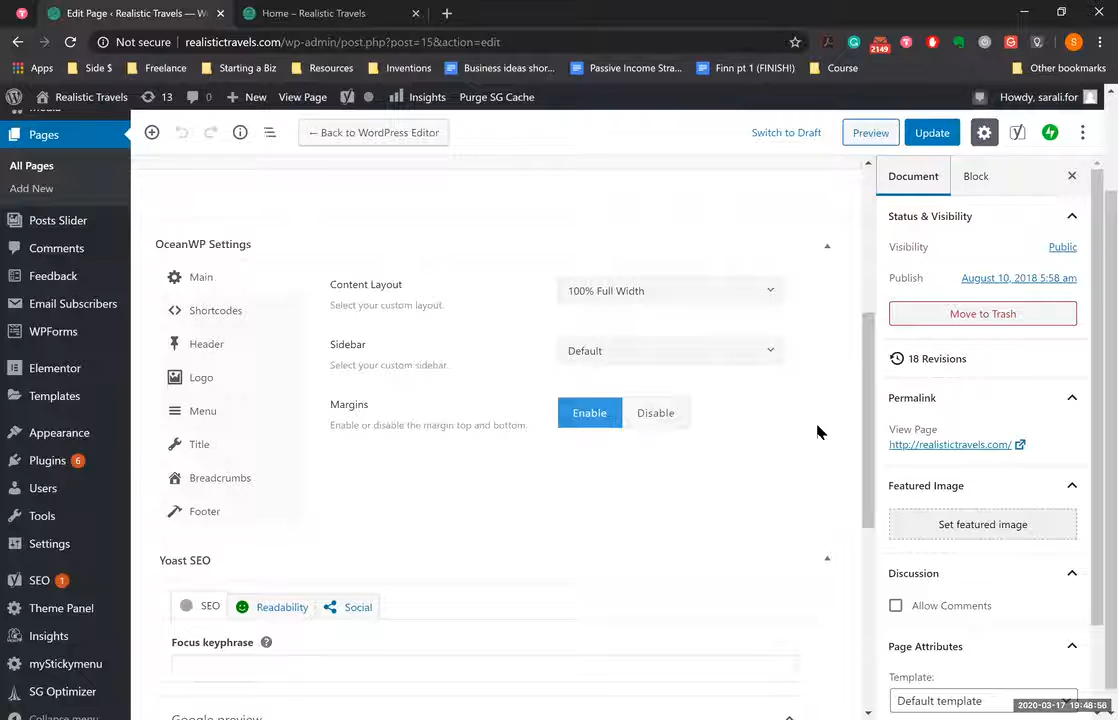 Edit Page ‹ Realistic Travels — W
Home – Realistic Travels
Not secure
realistictravels.com/wp-admin/post.php?post=15&action=edit
2149
S
Apps
Side $
Freelance
Starting a Biz
Resources
Inventions
Business ideas shor...
Passive Income Stra...
Finn pt 1 (FINISH!)
Course
Other bookmarks
Realistic Travels
13
0
New
View Page
Insights
Purge SG Cache
Howdy, sarali.for
Media
Pages
All Pages
Add New
Posts Slider
Comments
Feedback
Email Subscribers
WPForms
Elementor
Templates
Appearance
Plugins 6
Users
Tools
Settings
SEO 1
Theme Panel
Insights
myStickymenu
SG Optimizer
Collapse menu
← Back to WordPress Editor
Switch to Draft
Preview
Update
OceanWP Settings
Main
Shortcodes
Header
Logo
Menu
Title
Breadcrumbs
Footer
Content Layout
Select your custom layout.
100% Full Width
Sidebar
Select your custom sidebar.
Default
Margins
Enable or disable the margin top and bottom.
Enable
Disable
Yoast SEO
SEO
Readability
Social
Focus keyphrase
Google preview
Document
Block
Status & Visibility
Visibility
Public
Publish
August 10, 2018 5:58 am
Move to Trash
18 Revisions
Permalink
View Page
http://realistictravels.com/
Featured Image
Set featured image
Discussion
Allow Comments
Page Attributes
Template:
Default template
2020-03-17 19:48:56